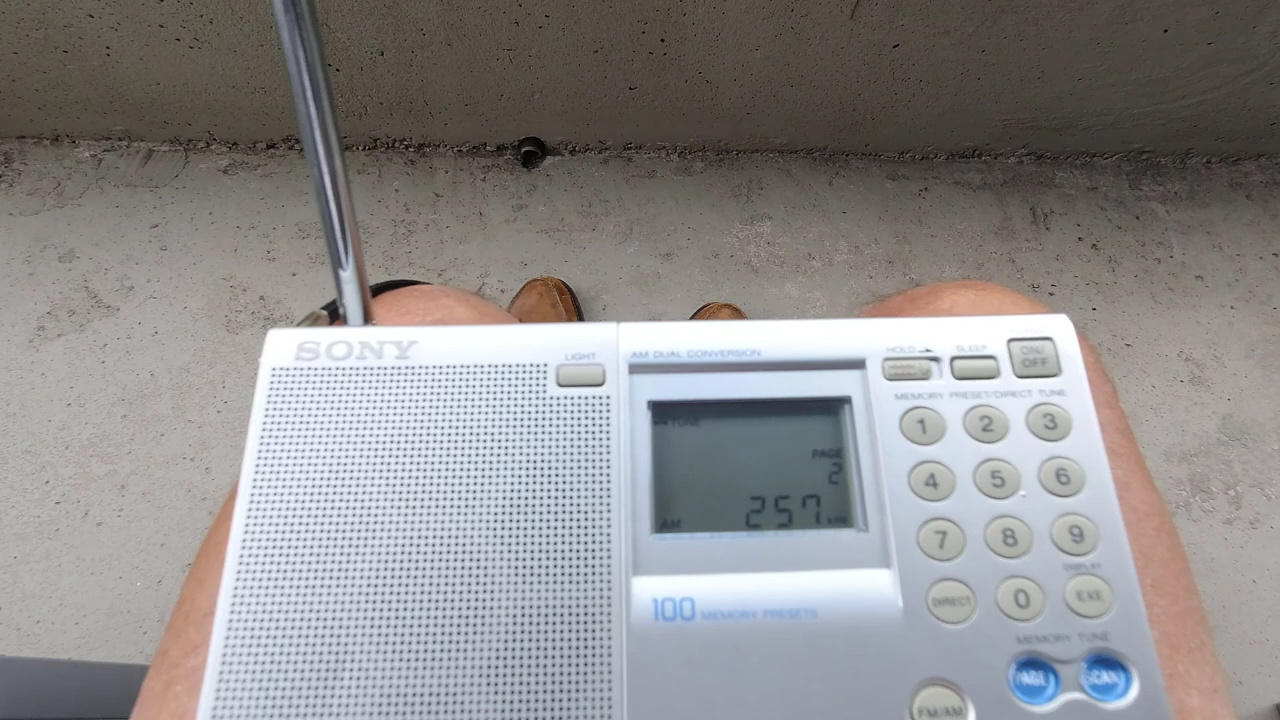 SONY
LIGHT
AM DUAL CONVERSION
HOLD
SLEEP
ON/
OFF
MEMORY PRESET/DIRECT TUNE
1 2 3
TUNE
PAGE
2
AM 257 kHz
4 5 6
7 8 9
DISPLAY
DIRECT 0 EXE
100 MEMORY PRESETS
MEMORY TUNE
PAGE SCAN
FM/AM